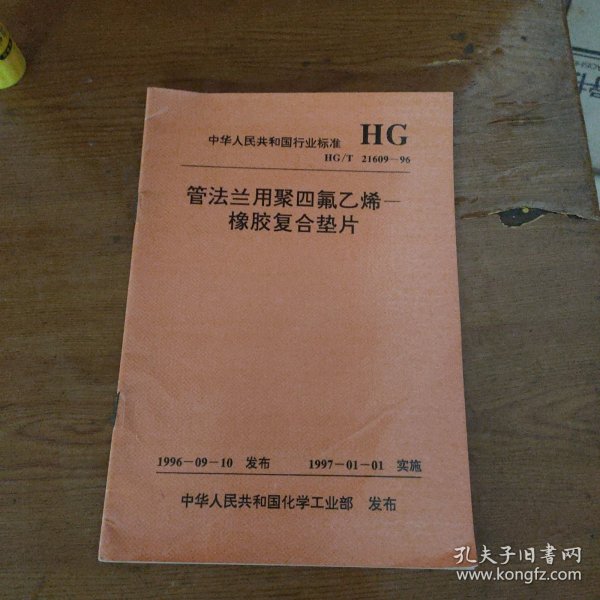 中华人民共和国行业标准 HG
HG/T 21609-96
管法兰用聚四氟乙烯-
橡胶复合垫片
1996-09-10 发布 1997-01-01 实施
中华人民共和国化学工业部 发布
孔夫子旧书网
www.kongfz.com